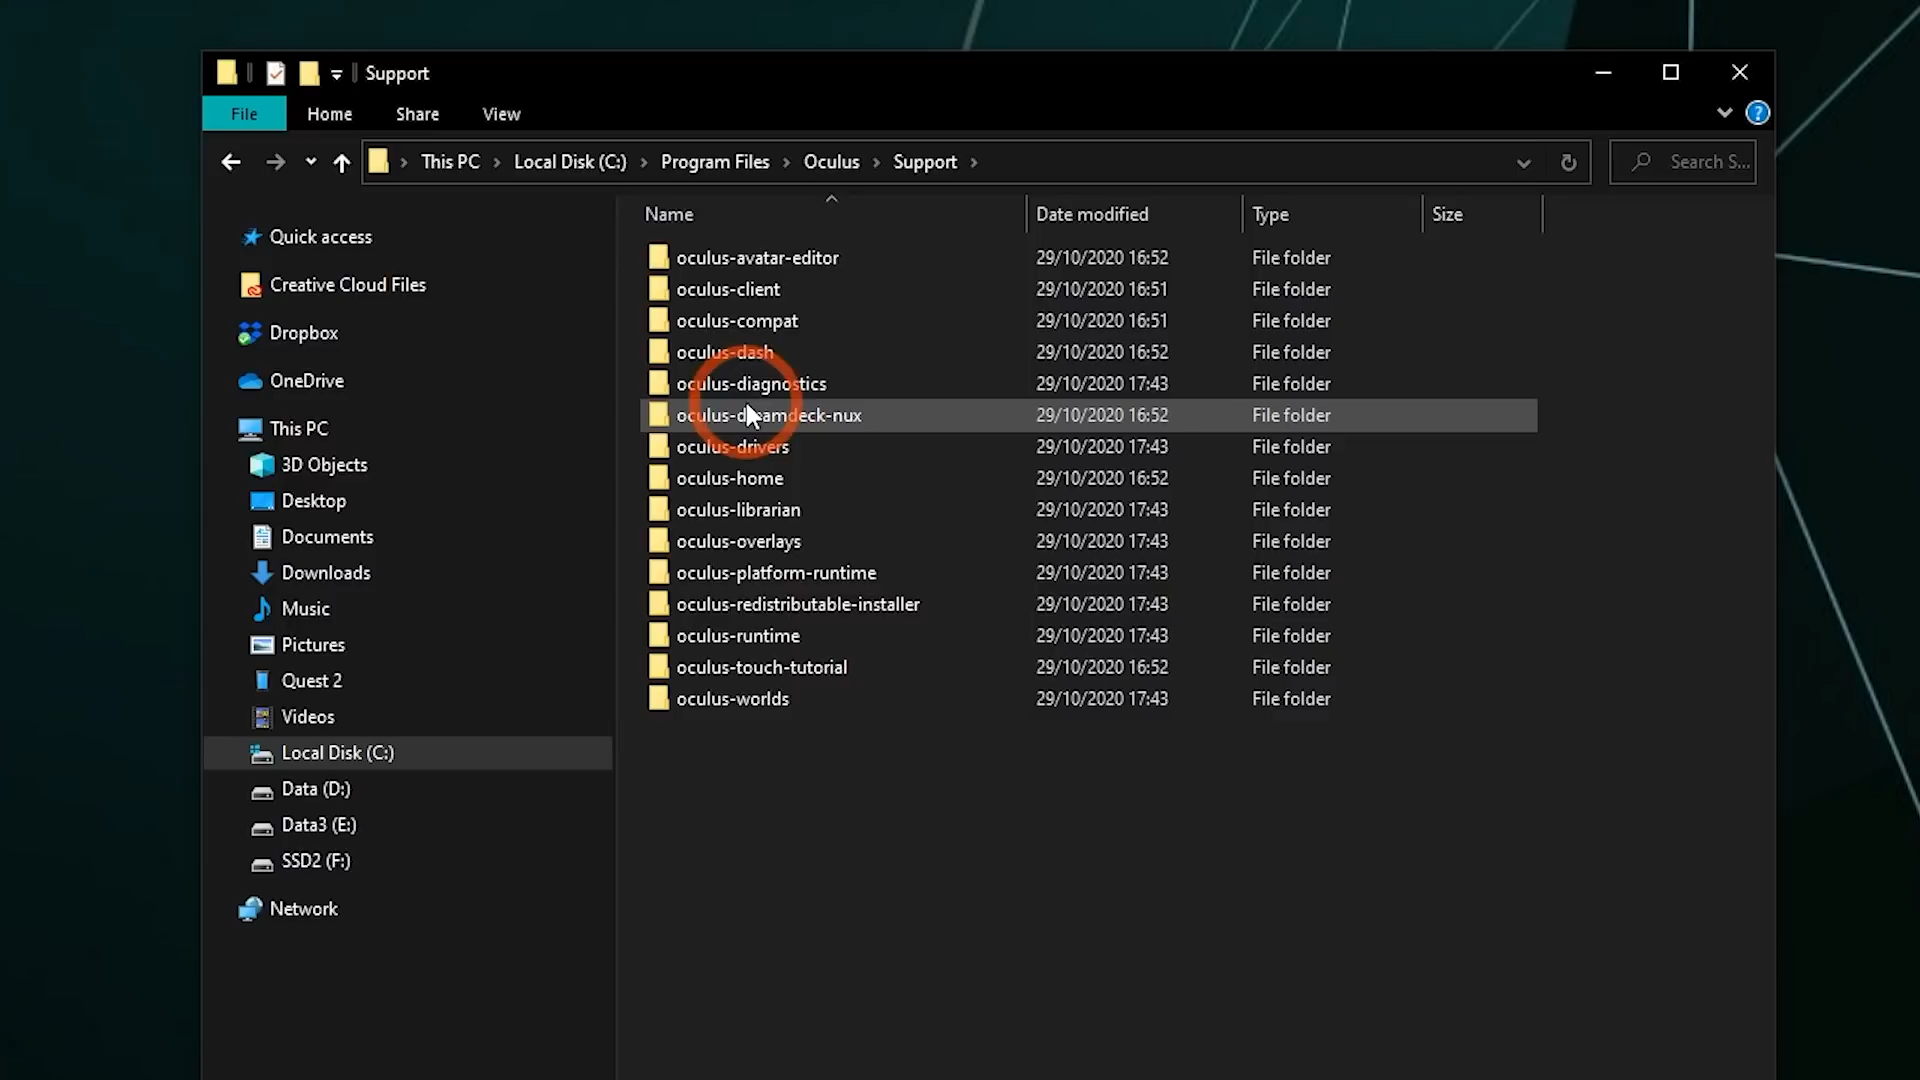 Support
File Home Share View
This PC Local Disk (C:) Program Files Oculus Support Search S...
Name Date modified Type Size
Quick access
Creative Cloud Files
Dropbox
OneDrive
This PC
3D Objects
Desktop
Documents
Downloads
Music
Pictures
Quest 2
Videos
Local Disk (C:)
Data (D:)
Data3 (E:)
SSD2 (F:)
Network
oculus-avatar-editor 29/10/2020 16:52 File folder
oculus-client 29/10/2020 16:51 File folder
oculus-compat 29/10/2020 16:51 File folder
oculus-dash 29/10/2020 16:52 File folder
oculus-diagnostics 29/10/2020 17:43 File folder
oculus-dreamdeck-nux 29/10/2020 16:52 File folder
oculus-drivers 29/10/2020 17:43 File folder
oculus-home 29/10/2020 16:52 File folder
oculus-librarian 29/10/2020 17:43 File folder
oculus-overlays 29/10/2020 17:43 File folder
oculus-platform-runtime 29/10/2020 17:43 File folder
oculus-redistributable-installer 29/10/2020 17:43 File folder
oculus-runtime 29/10/2020 17:43 File folder
oculus-touch-tutorial 29/10/2020 16:52 File folder
oculus-worlds 29/10/2020 17:43 File folder